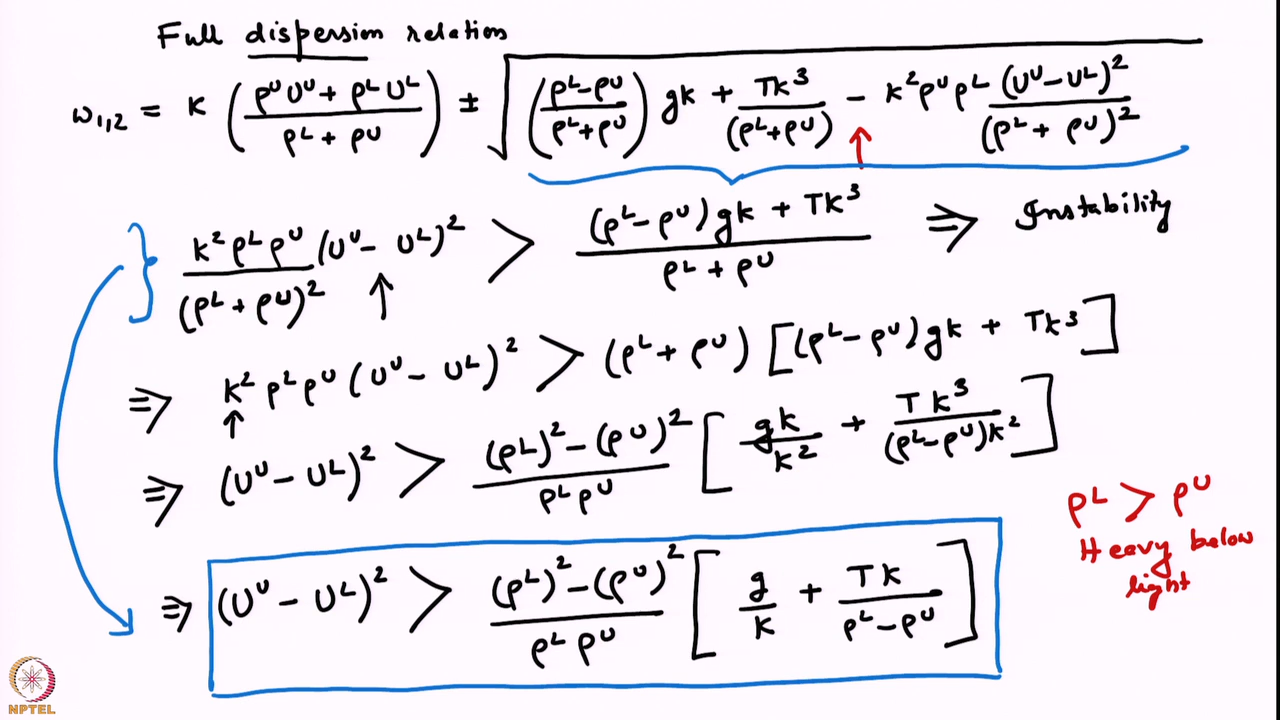 Full dispersion relation
ω₁,₂ = K ( (ρᵁUᵁ + ρᴸUᴸ) / (ρᴸ + ρᵁ) ) ± √( ((ρᴸ-ρᵁ)/(ρᴸ+ρᵁ)) gk + Tk³/(ρᴸ+ρᵁ) - k²ρᵁρᴸ (Uᵁ-Uᴸ)²/(ρᴸ + ρᵁ)² )
k²ρᴸρᵁ/(ρᴸ+ρᵁ)² (Uᵁ- Uᴸ)² > ((ρᴸ-ρᵁ)gk + Tk³)/(ρᴸ + ρᵁ) ⇒ Instability
⇒ k²ρᴸρᵁ(Uᵁ - Uᴸ)² > (ρᴸ+ρᵁ) [(ρᴸ-ρᵁ)gk + Tk³]
⇒ (Uᵁ - Uᴸ)² > ((ρᴸ)²-(ρᵁ)²)/(ρᴸρᵁ) [ gk/k² + Tk³/((ρᴸ-ρᵁ)k²) ]
ρᴸ > ρᵁ
Heavy below
light
⇒ (Uᵁ - Uᴸ)² > ((ρᴸ)²-(ρᵁ)²)/(ρᴸρᵁ) [ g/k + Tk/(ρᴸ-ρᵁ) ]
NPTEL